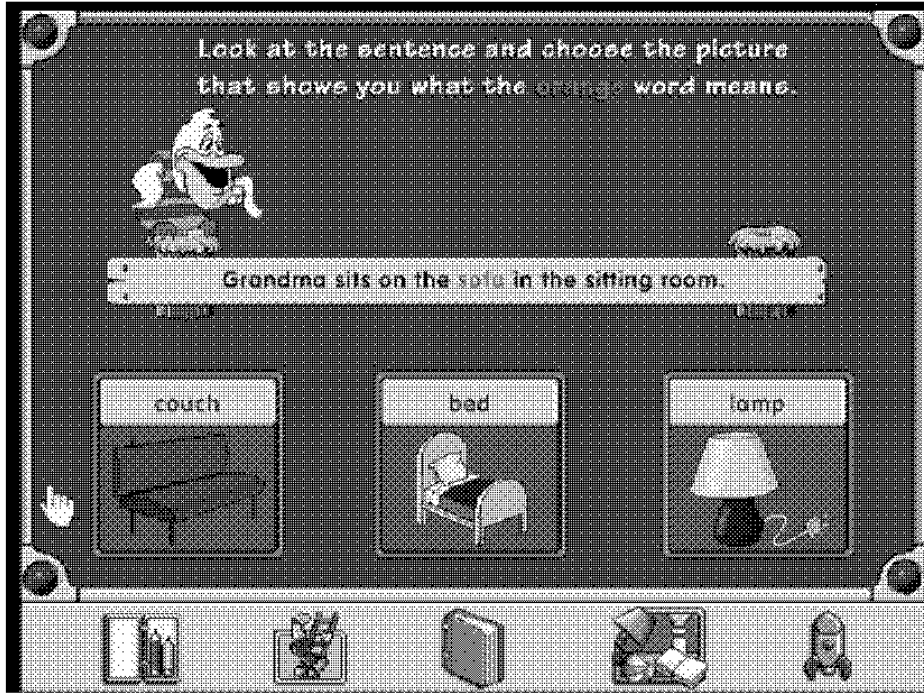 Look at the sentence and choose the picture
that shows you what the orange word means.
Grandma sits on the sofa in the sitting room.
couch
bed
lamp